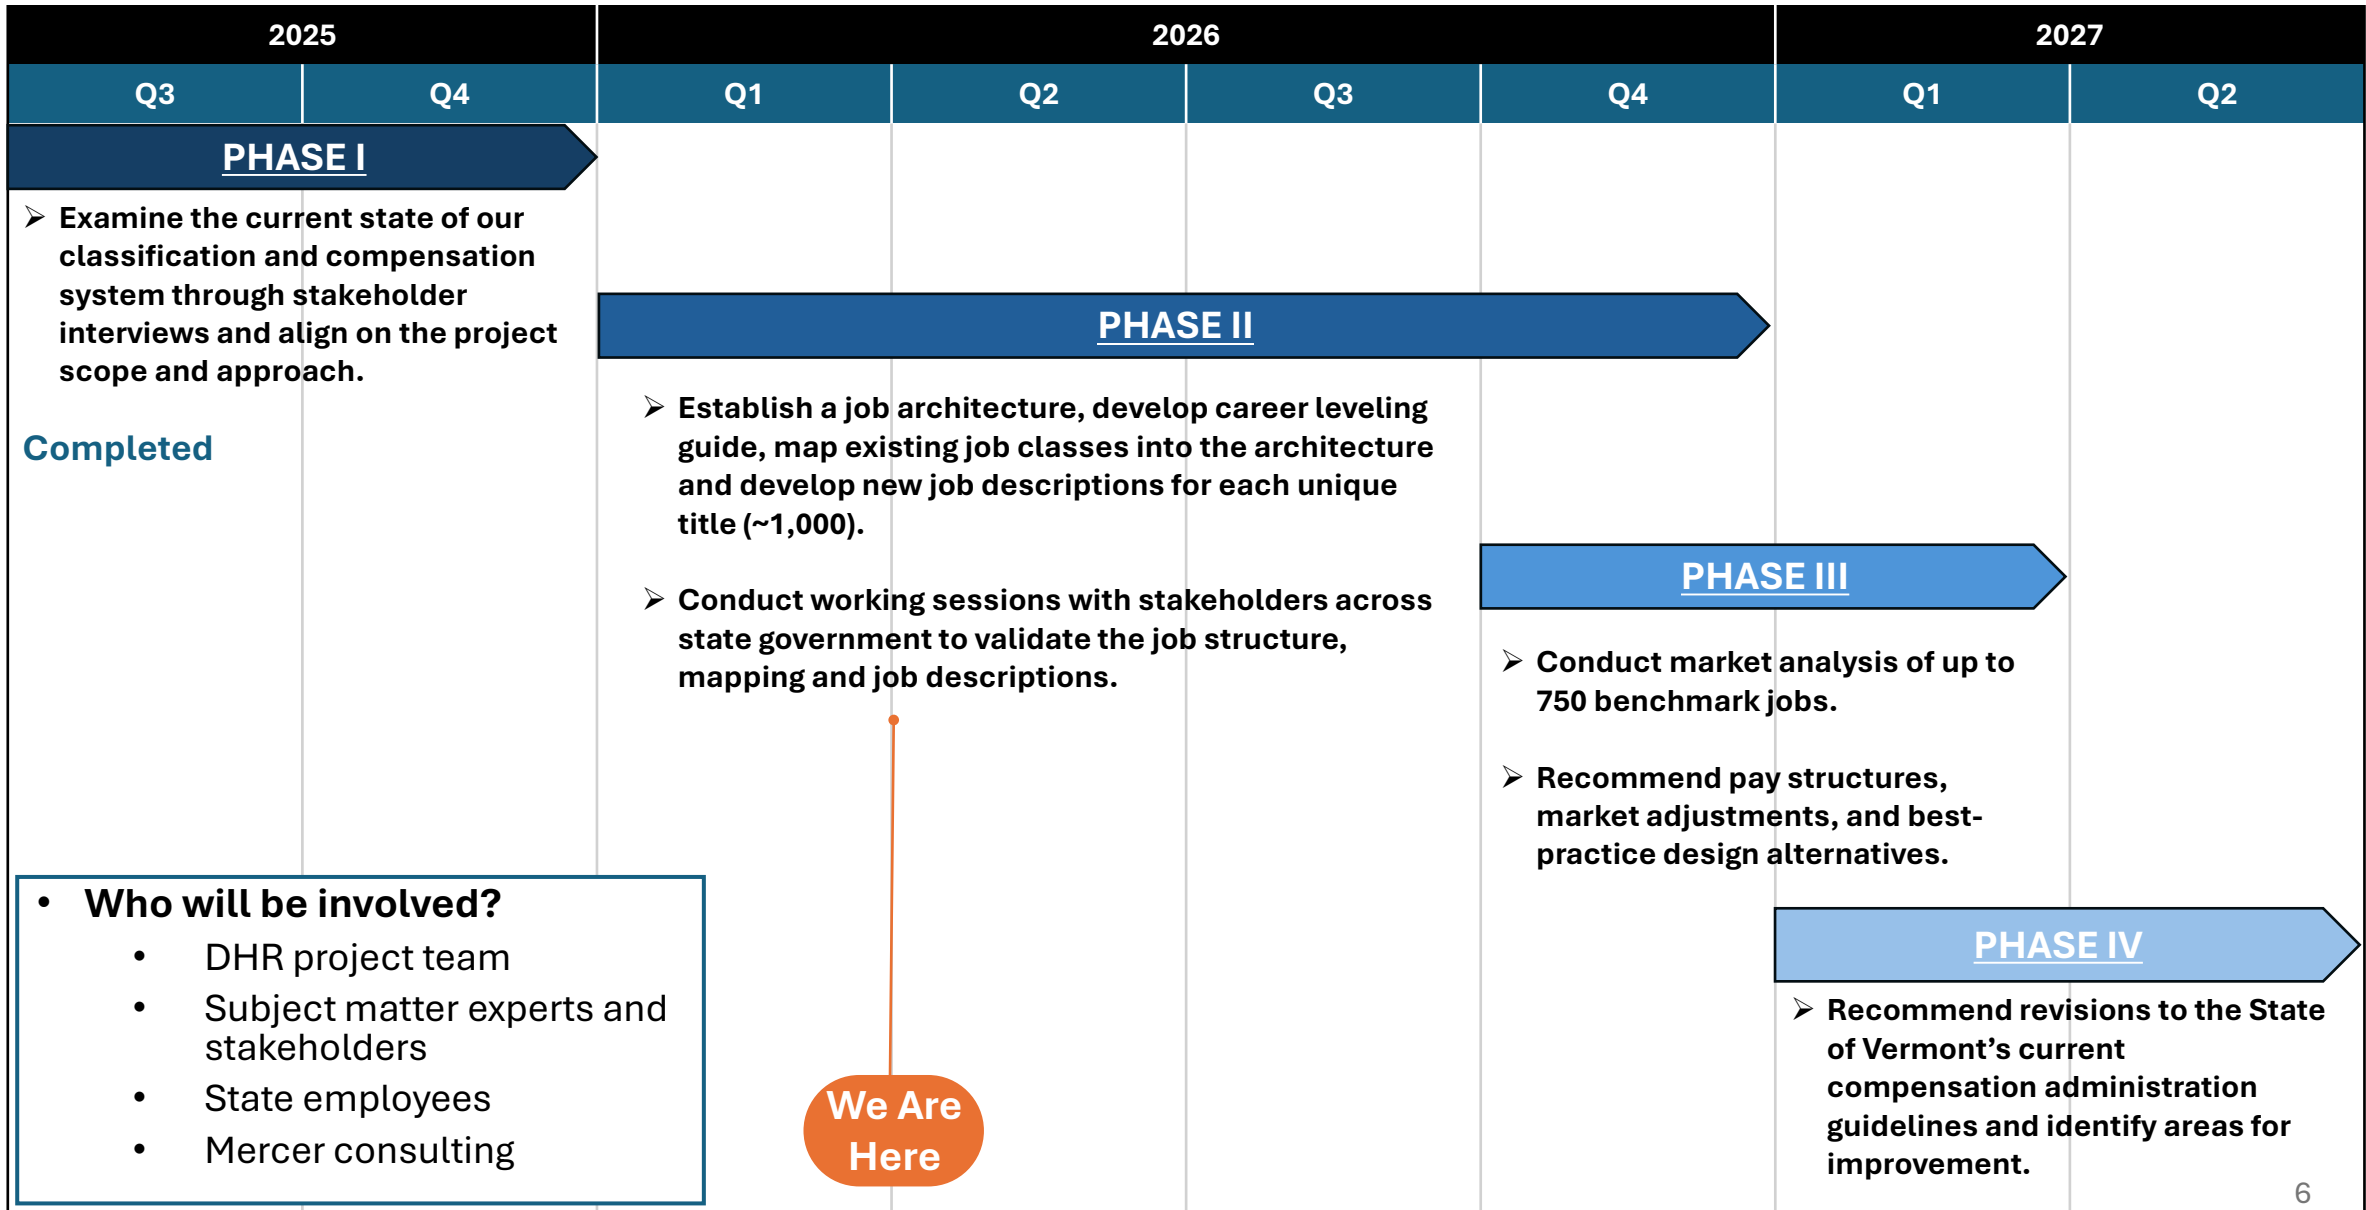 2025
2026
2027
Q3
Q4
Q1
Q2
Q3
Q4
Q1
Q2
PHASE I
➢ Examine the current state of our
classification and compensation
system through stakeholder
interviews and align on the project
scope and approach.
Completed
PHASE II
➢ Establish a job architecture, develop career leveling
guide, map existing job classes into the architecture
and develop new job descriptions for each unique
title (~1,000).
➢ Conduct working sessions with stakeholders across
state government to validate the job structure,
mapping and job descriptions.
PHASE III
➢ Conduct market analysis of up to
750 benchmark jobs.
➢ Recommend pay structures,
market adjustments, and best-
practice design alternatives.
PHASE IV
➢ Recommend revisions to the State
of Vermont’s current
compensation administration
guidelines and identify areas for
improvement.
• Who will be involved?
• DHR project team
• Subject matter experts and
stakeholders
• State employees
• Mercer consulting
We Are
Here
6